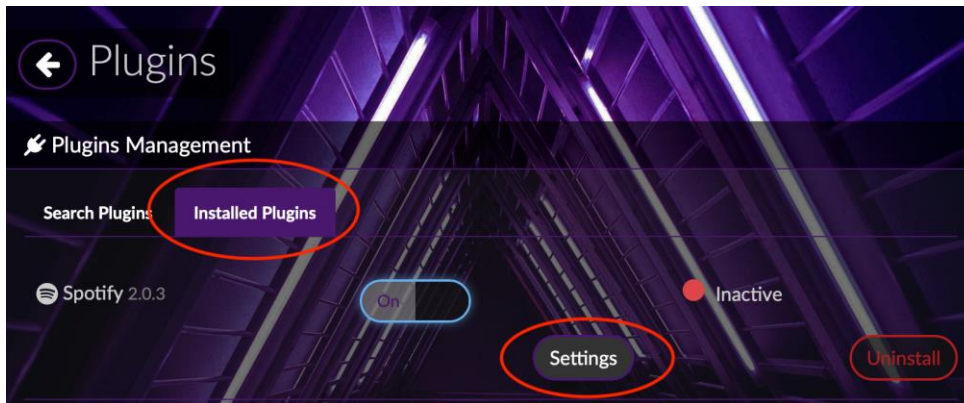 Plugins
Plugins Management
Search Plugins Installed Plugins
Spotify 2.0.3 On Inactive
Settings Uninstall